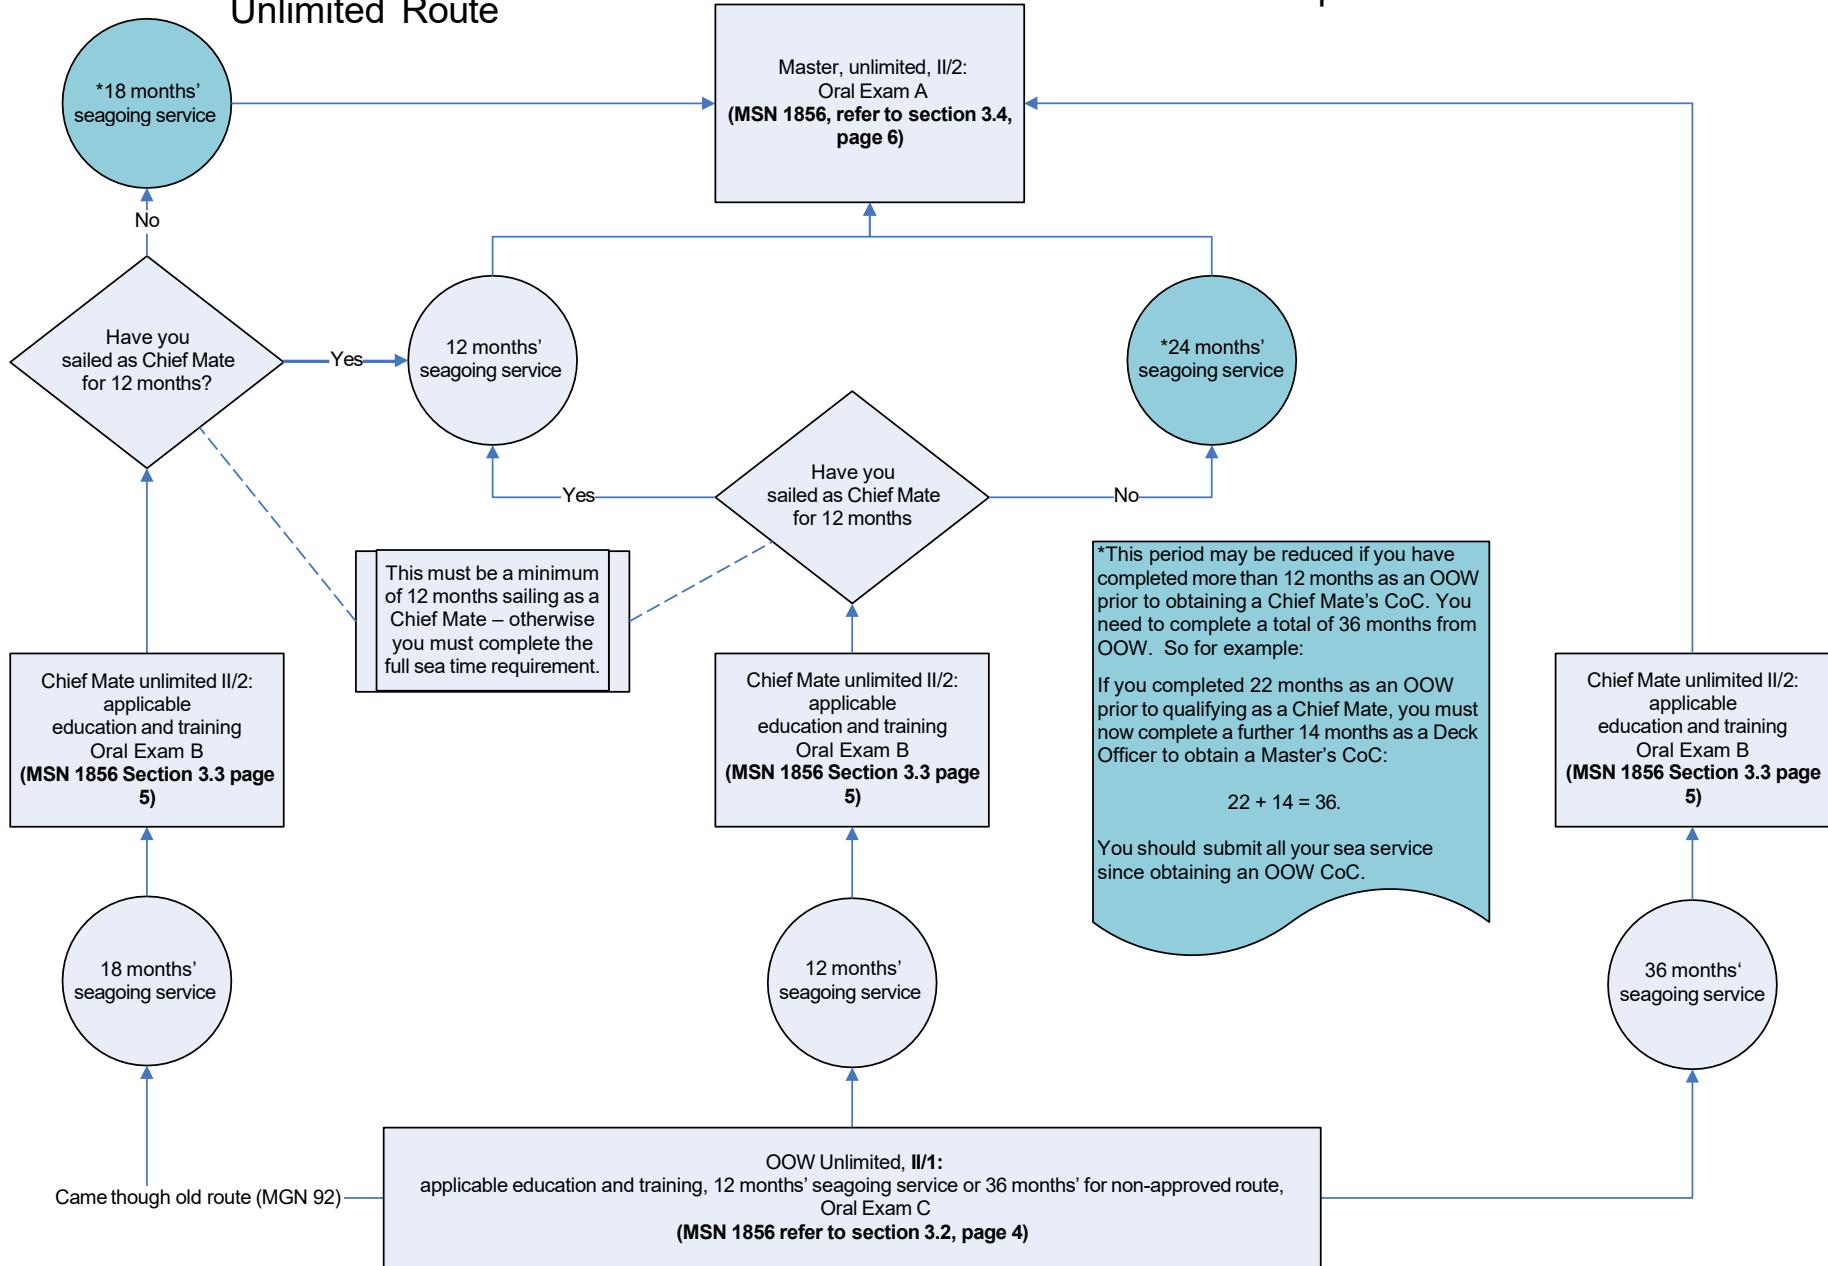 Unlimited Route
*18 months’
seagoing service
Master, unlimited, II/2:
Oral Exam A
(MSN 1856, refer to section 3.4,
page 6)
No
Have you
sailed as Chief Mate
for 12 months?
Yes
12 months’
seagoing service
*24 months’
seagoing service
Have you
sailed as Chief Mate
for 12 months
Yes
No
This must be a minimum
of 12 months sailing as a
Chief Mate – otherwise
you must complete the
full sea time requirement.
*This period may be reduced if you have
completed more than 12 months as an OOW
prior to obtaining a Chief Mate’s CoC. You
need to complete a total of 36 months from
OOW. So for example:
If you completed 22 months as an OOW
prior to qualifying as a Chief Mate, you must
now complete a further 14 months as a Deck
Officer to obtain a Master’s CoC:
22 + 14 = 36.
You should submit all your sea service
since obtaining an OOW CoC.
Chief Mate unlimited II/2:
applicable
education and training
Oral Exam B
(MSN 1856 Section 3.3 page
5)
Chief Mate unlimited II/2:
applicable
education and training
Oral Exam B
(MSN 1856 Section 3.3 page
5)
Chief Mate unlimited II/2:
applicable
education and training
Oral Exam B
(MSN 1856 Section 3.3 page
5)
18 months’
seagoing service
12 months’
seagoing service
36 months‘
seagoing service
Came though old route (MGN 92)
OOW Unlimited, II/1:
applicable education and training, 12 months’ seagoing service or 36 months’ for non-approved route,
Oral Exam C
(MSN 1856 refer to section 3.2, page 4)